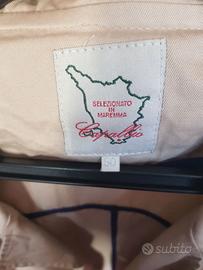 SELEZIONATO
IN
MAREMMA
Capalbio
50
subito